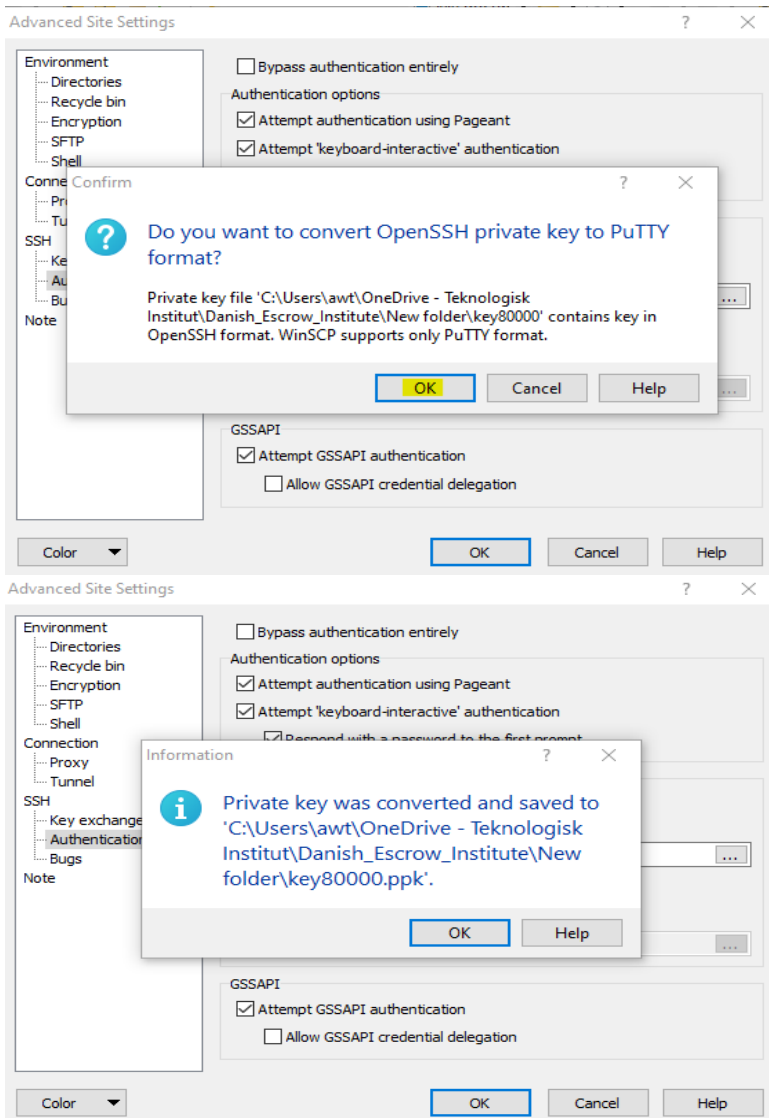 Advanced Site Settings
?
Environment
Directories
Recycle bin
Encryption
SFTP
Shell
SSH
Note
Bypass authentication entirely
Authentication options
Attempt authentication using Pageant
Attempt 'keyboard-interactive' authentication
Confirm
?
Do you want to convert OpenSSH private key to PuTTY
format?
Private key file 'C:\Users\awt\OneDrive - Teknologisk
Institut\Danish_Escrow_Institute\New folder\key80000' contains key in
OpenSSH format. WinSCP supports only PuTTY format.
OK Cancel Help
...
...
GSSAPI
Attempt GSSAPI authentication
Allow GSSAPI credential delegation
Color OK Cancel Help
Advanced Site Settings
?
Environment
Directories
Recycle bin
Encryption
SFTP
Shell
Connection
Proxy
Tunnel
SSH
Key exchange
Authentication
Bugs
Note
Bypass authentication entirely
Authentication options
Attempt authentication using Pageant
Attempt 'keyboard-interactive' authentication
Respond with a password to the first prompt
Information
?
Private key was converted and saved to
'C:\Users\awt\OneDrive - Teknologisk
Institut\Danish_Escrow_Institute\New
folder\key80000.ppk'.
OK Help
...
...
GSSAPI
Attempt GSSAPI authentication
Allow GSSAPI credential delegation
Color OK Cancel Help